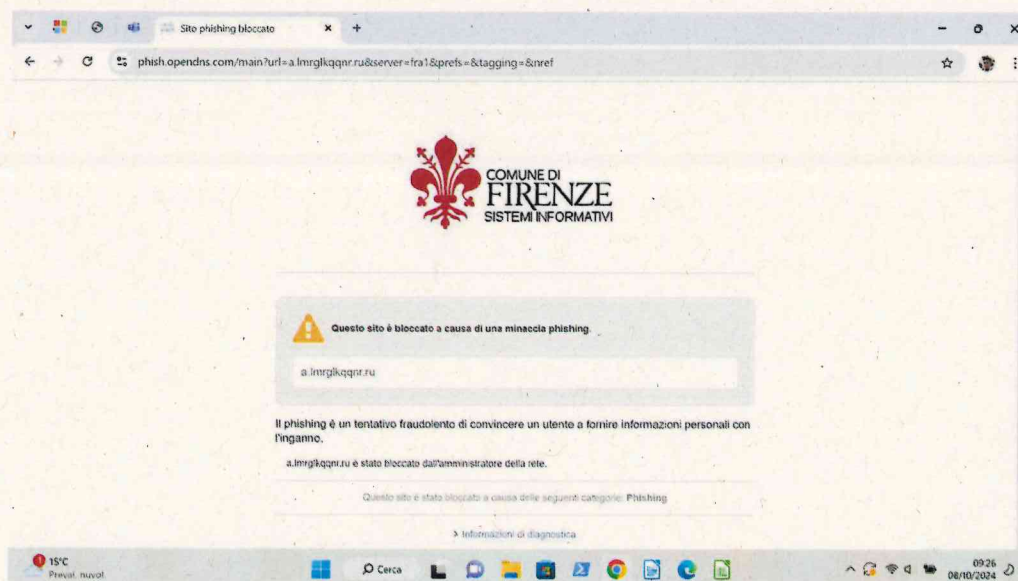 Sito phishing bloccato
phish.opendns.com/main?url=a.lmrglkqqnr.ru&server=fra1&prefs=&tagging=&nref
COMUNE DI
FIRENZE
SISTEMI INFORMATIVI
Questo sito è bloccato a causa di una minaccia phishing.
a.lmrglkqqnr.ru
Il phishing è un tentativo fraudolento di convincere un utente a fornire informazioni personali con
l'inganno.
a.lmrglkqqnr.ru è stato bloccato dall'amministratore della rete.
Questo sito è stato bloccato a causa delle seguenti categorie: Phishing
> Informazioni di diagnostica
1
15°C
Preval. nuvol.
Cerca
09:26
08/10/2024